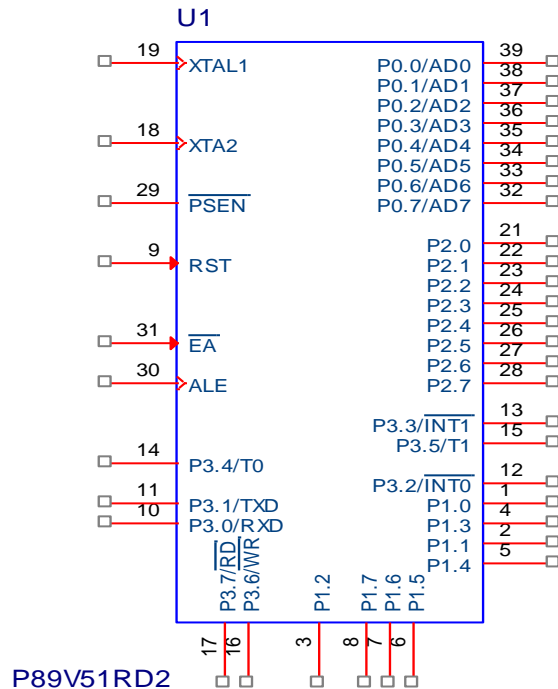 U1
19 XTAL1
18 XTA2
29 PSEN
9 RST
31 EA
30 ALE
14 P3.4/T0
11 P3.1/TXD
10 P3.0/RXD
P0.0/AD0 39
P0.1/AD1 38
P0.2/AD2 37
P0.3/AD3 36
P0.4/AD4 35
P0.5/AD5 34
P0.6/AD6 33
P0.7/AD7 32
P2.0 21
P2.1 22
P2.2 23
P2.3 24
P2.4 25
P2.5 26
P2.6 27
P2.7 28
P3.3/INT1 13
P3.5/T1 15
P3.2/INT0 12
P1.0 1
P1.3 4
P1.1 2
P1.4 5
P3.7/RD 17
P3.6/WR 16
P1.2 3
P1.7 8
P1.6 7
P1.5 6
P89V51RD2